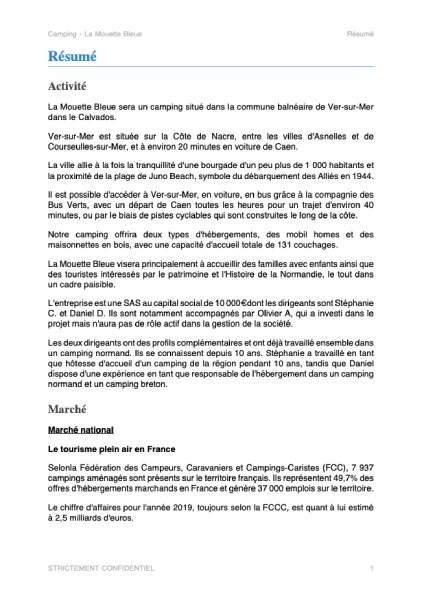 Camping - La Mouette Bleue Résumé
Résumé
Activité
La Mouette Bleue sera un camping situé dans la commune balnéaire de Ver-sur-Mer
dans le Calvados.
Ver-sur-Mer est située sur la Côte de Nacre, entre les villes d'Asnelles et de
Courseulles-sur-Mer, et à environ 20 minutes en voiture de Caen.
La ville allie à la fois la tranquillité d'une bourgade d'un peu plus de 1 000 habitants et
la proximité de la plage de Juno Beach, symbole du débarquement des Alliés en 1944.
Il est possible d'accéder à Ver-sur-Mer, en voiture, en bus grâce à la compagnie des
Bus Verts, avec un départ de Caen toutes les heures pour un trajet d'environ 40
minutes, ou par le biais de pistes cyclables qui sont construites le long de la côte.
Notre camping offrira deux types d'hébergements, des mobil homes et des
maisonnettes en bois, avec une capacité d'accueil totale de 131 couchages.
La Mouette Bleue visera principalement à accueillir des familles avec enfants ainsi que
des touristes intéressés par le patrimoine et l'Histoire de la Normandie, le tout dans
un cadre paisible.
L'entreprise est une SAS au capital social de 10 000€dont les dirigeants sont Stéphanie
C. et Daniel D. Ils sont notamment accompagnés par Olivier A, qui a investi dans le
projet mais n'aura pas de rôle actif dans la gestion de la société.
Les deux dirigeants ont des profils complémentaires et ont déjà travaillé ensemble dans
un camping normand. Ils se connaissent depuis 10 ans. Stéphanie a travaillé en tant
que hôtesse d'accueil d'un camping de la région pendant 10 ans, tandis que Daniel
dispose d'une expérience en tant que responsable de l'hébergement dans un camping
normand et un camping breton.
Marché
Marché national
Le tourisme plein air en France
Selonla Fédération des Campeurs, Caravaniers et Campings-Caristes (FCC), 7 937
campings aménagés sont présents sur le territoire français. Ils représentent 49,7% des
offres d'hébergements marchands en France et génère 37 000 emplois sur le territoire.
Le chiffre d'affaires pour l'année 2019, toujours selon la FCCC, est quant à lui estimé
à 2,5 milliards d'euros.
STRICTEMENT CONFIDENTIEL 1